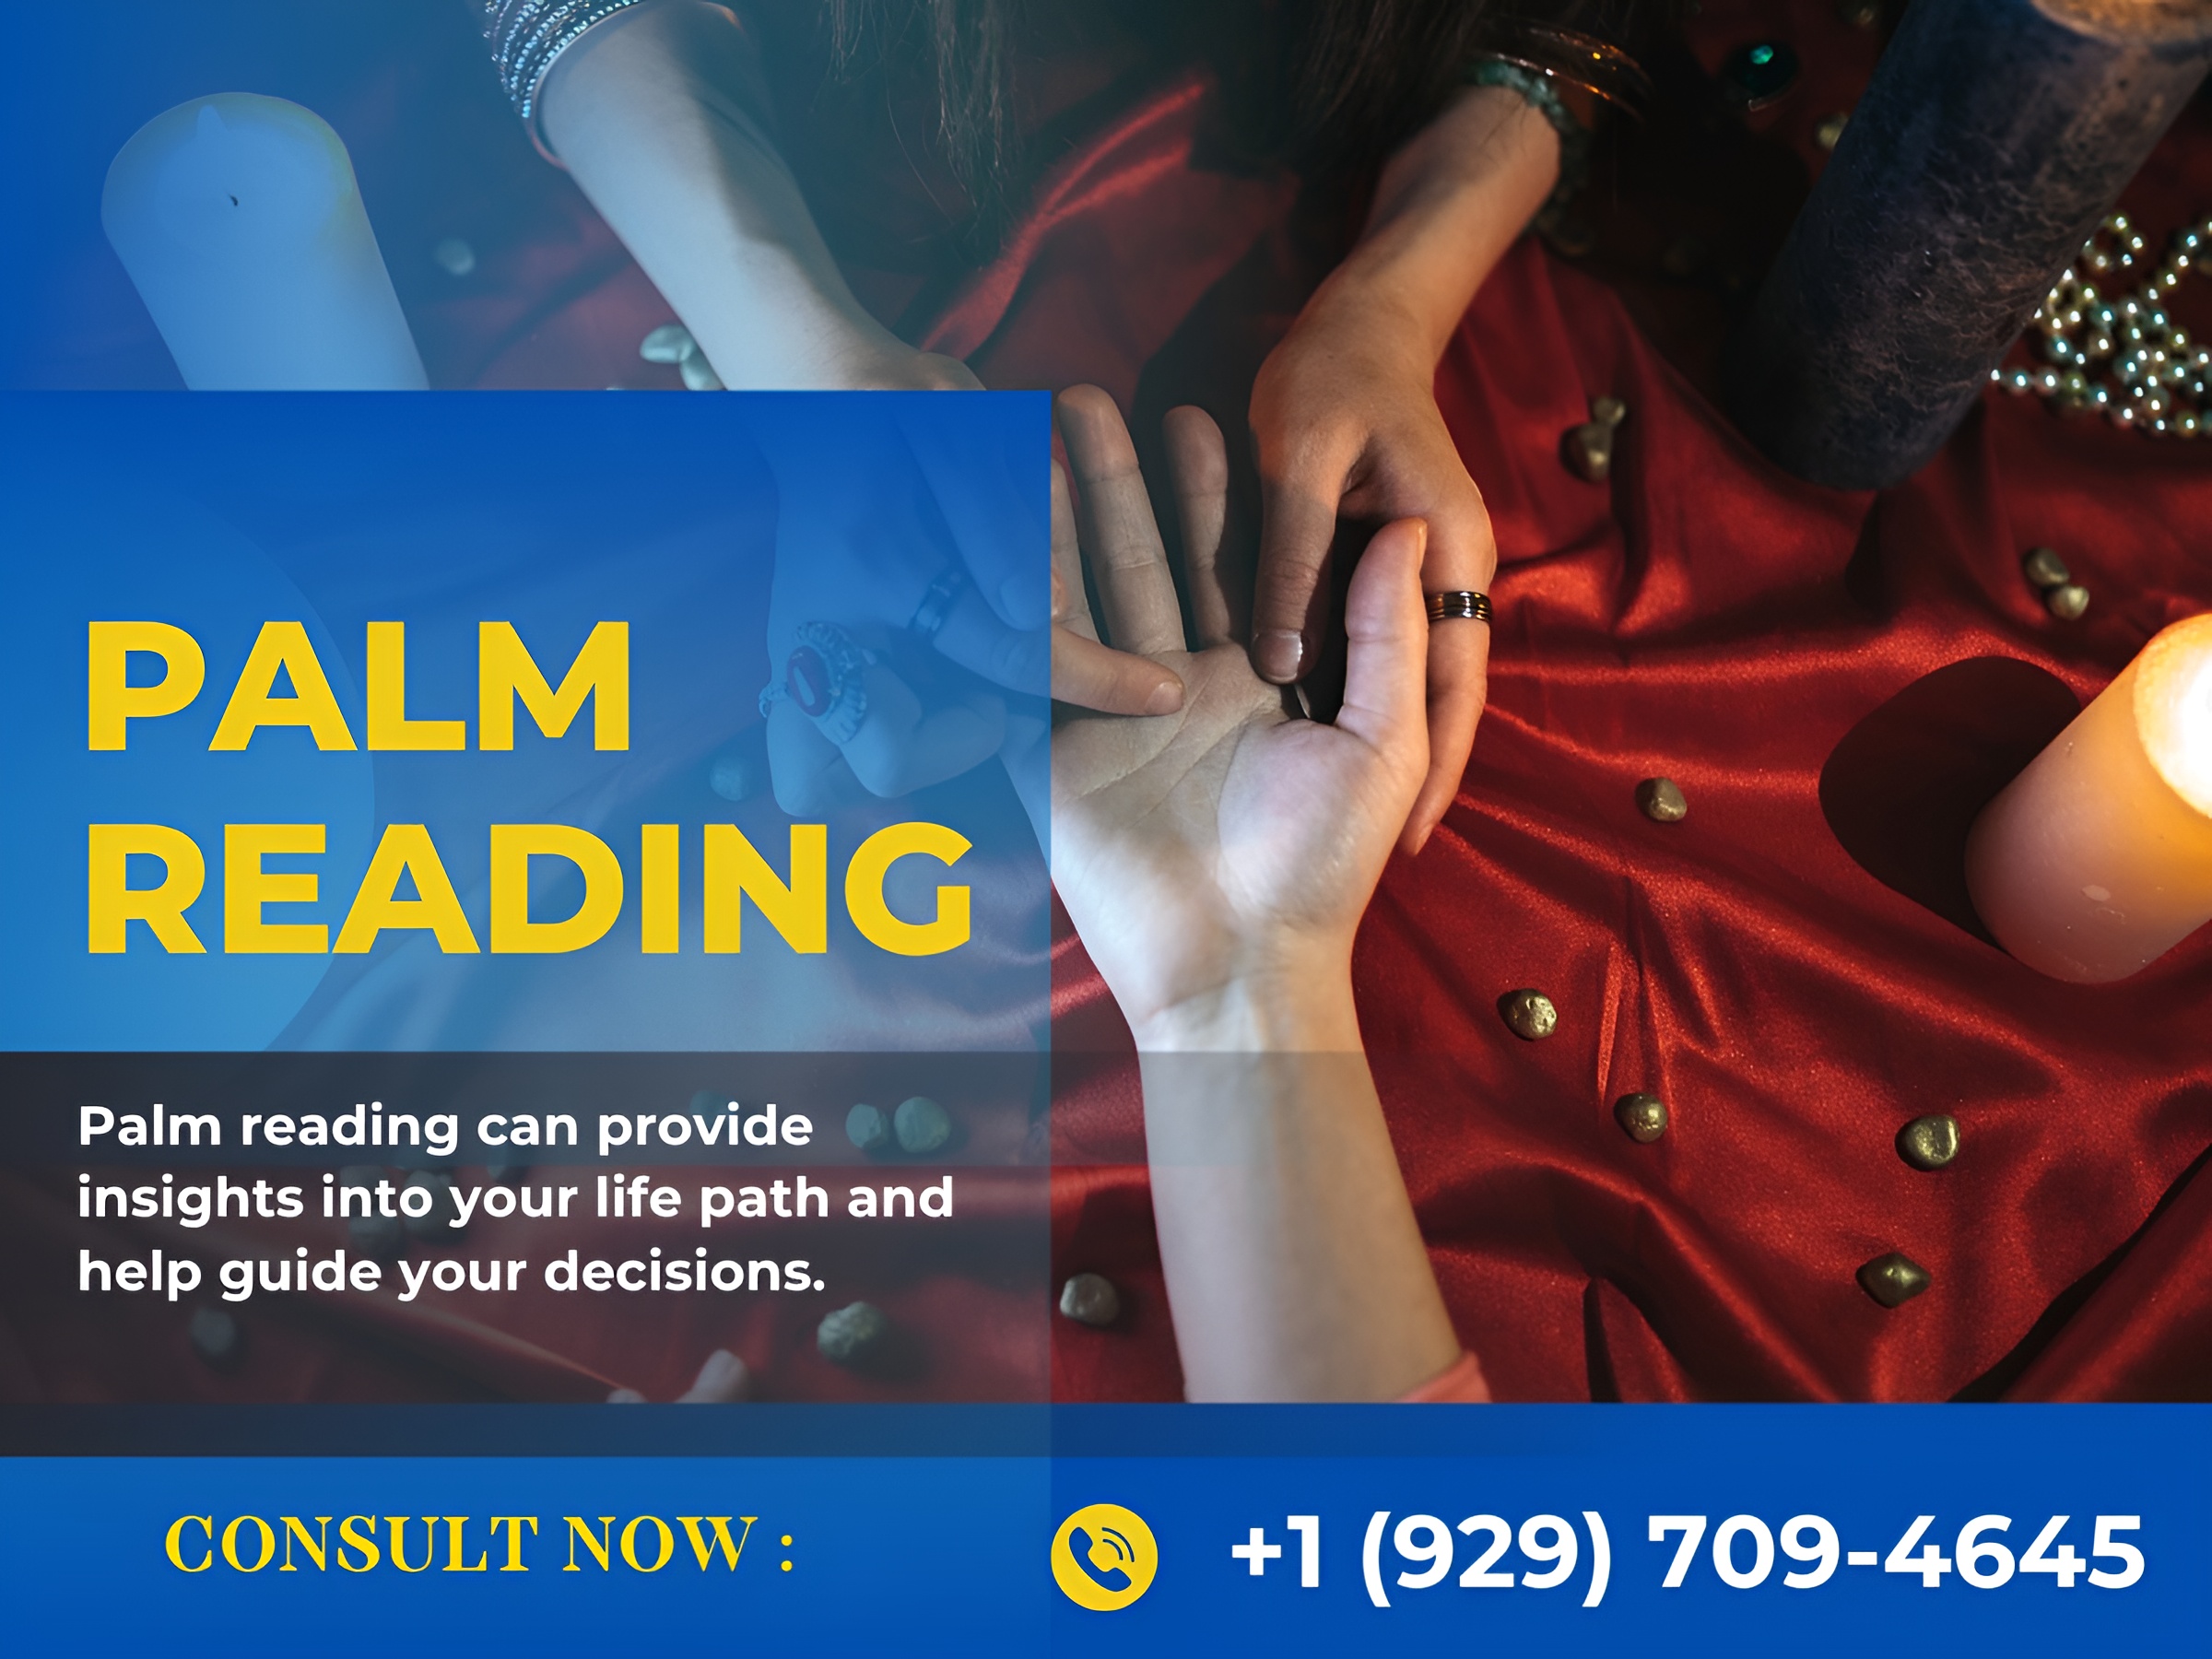 PALM
READING
Palm reading can provide
insights into your life path and
help guide your decisions.
CONSULT NOW :
+1 (929) 709-4645